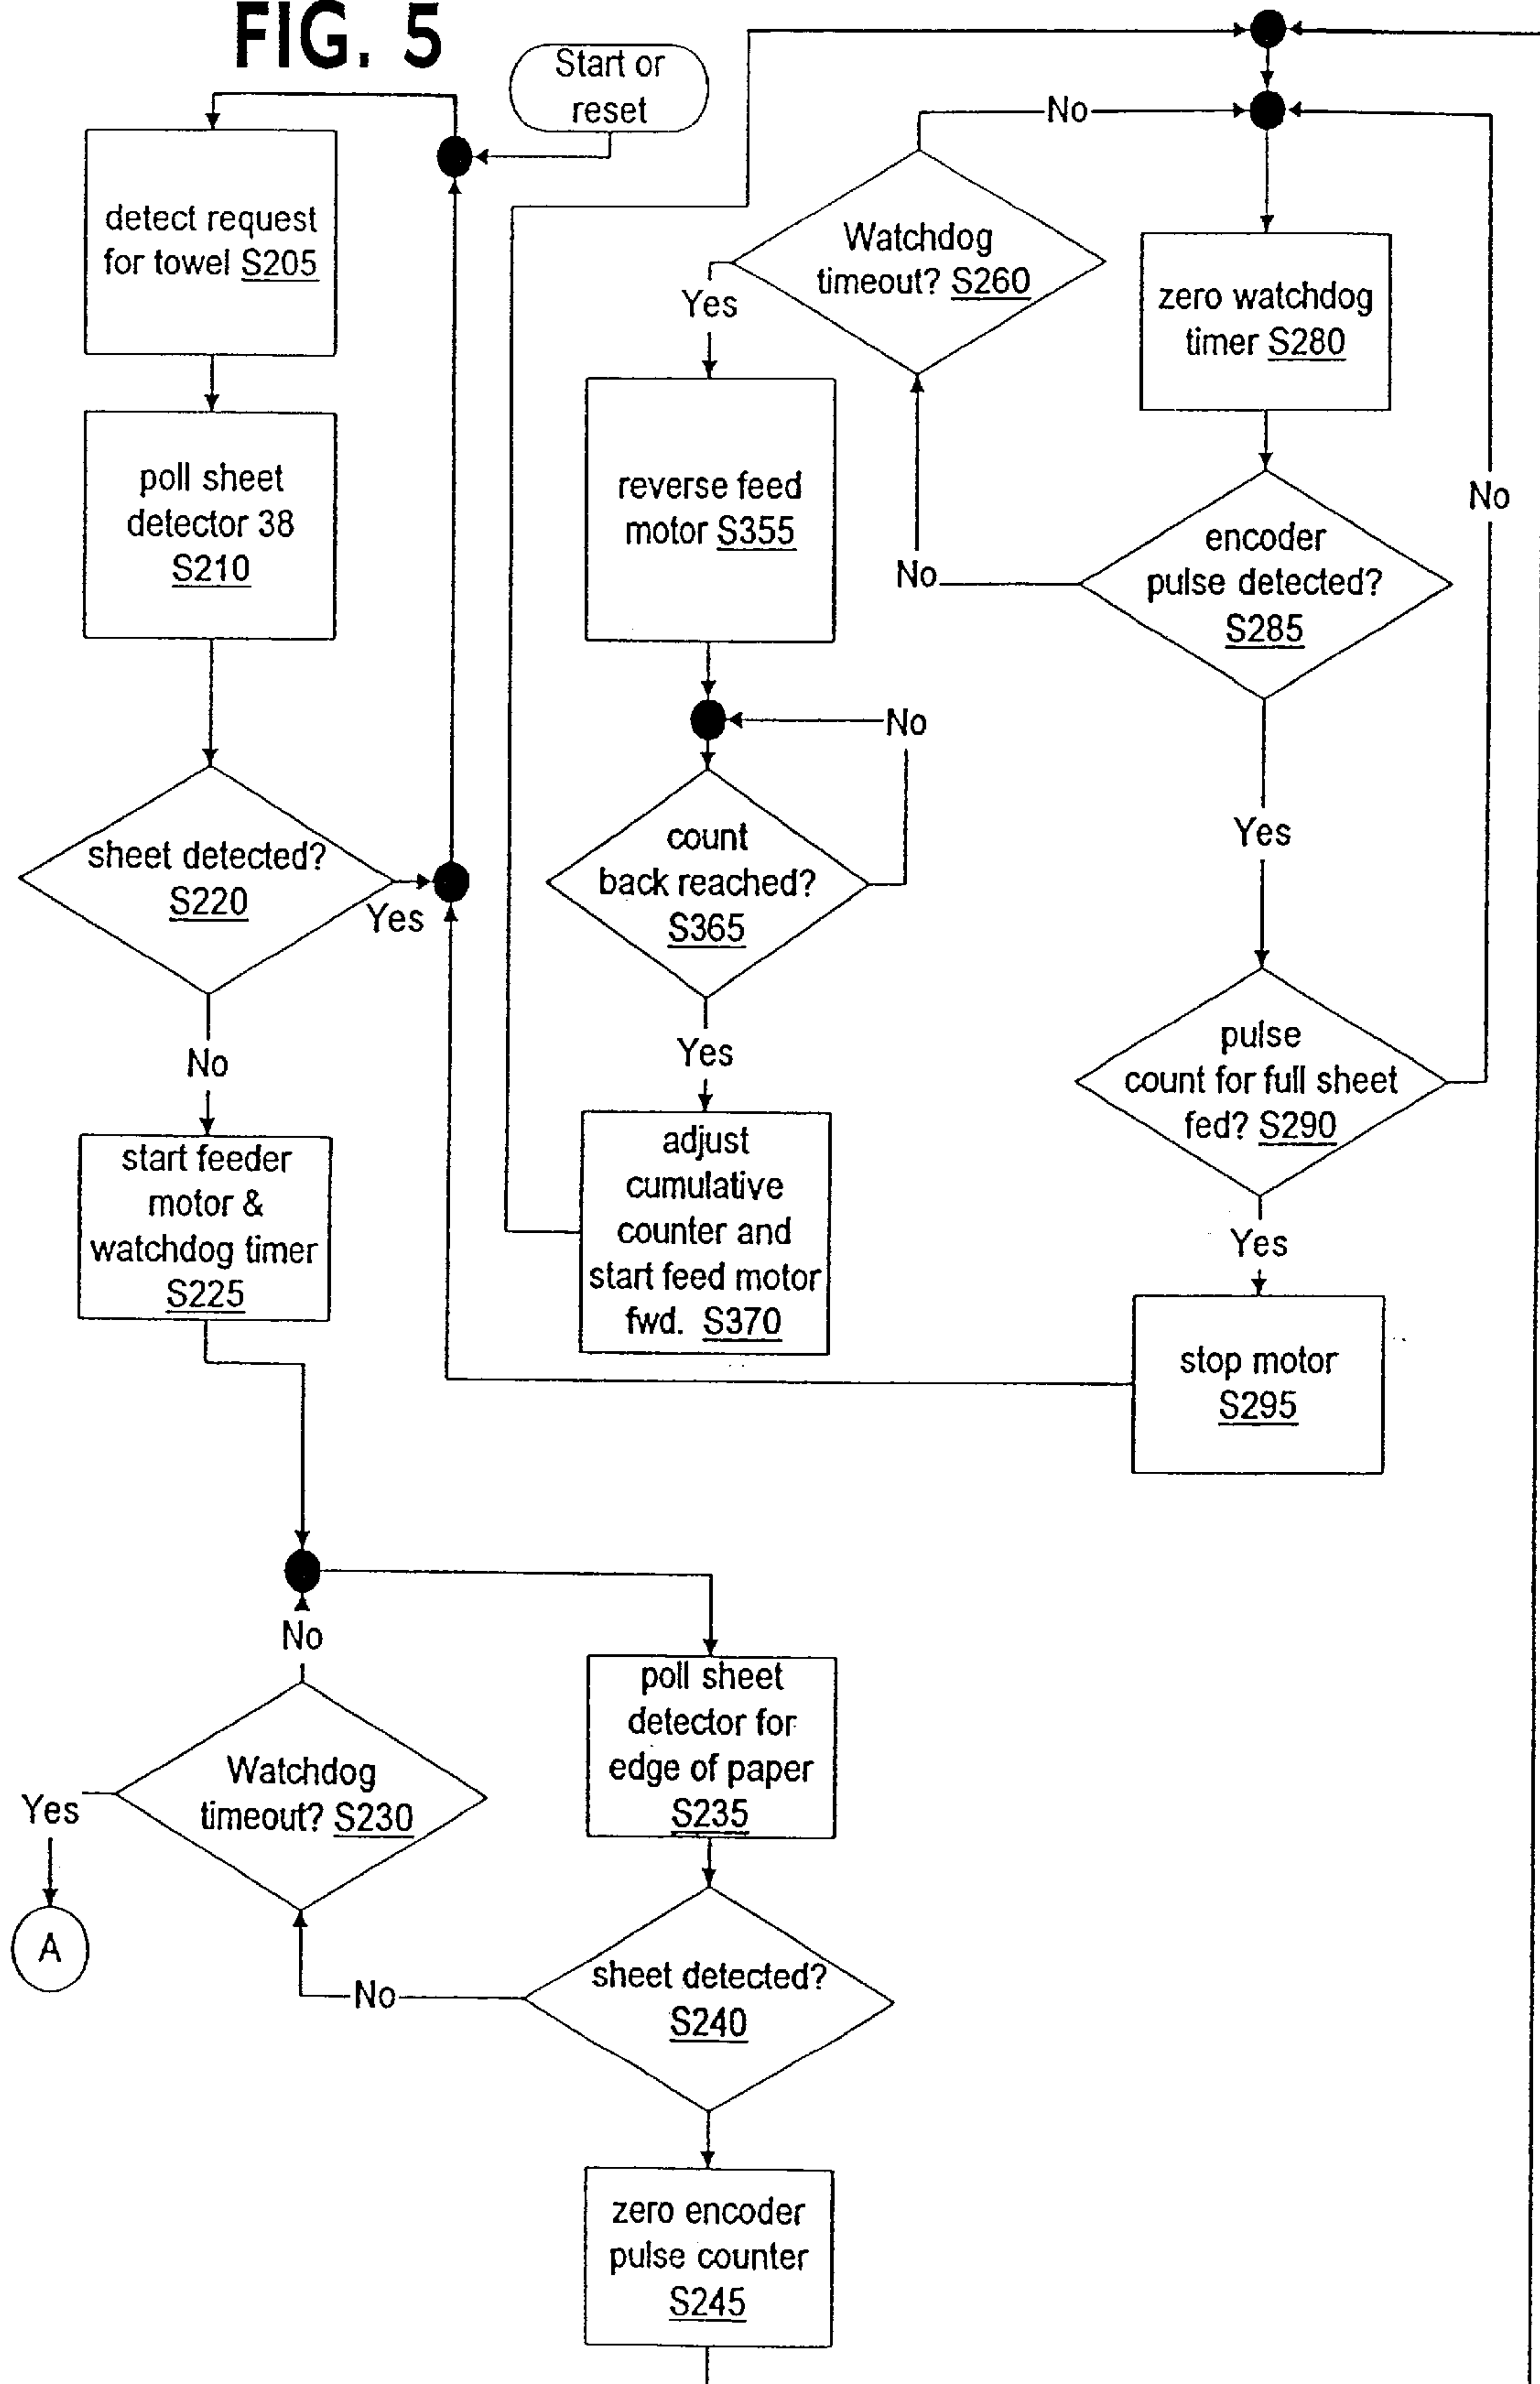 FIG. 5
Start or
reset
detect request
for towel S205
poll sheet
detector 38
S210
sheet detected?
S220
Yes
No
start feeder
motor &
watchdog timer
S225
No
Watchdog
timeout? S230
Yes
A
poll sheet
detector for
edge of paper
S235
sheet detected?
S240
No
zero encoder
pulse counter
S245
No
Watchdog
timeout? S260
Yes
reverse feed
motor S355
No
count
back reached?
S365
Yes
adjust
cumulative
counter and
start feed motor
fwd. S370
zero watchdog
timer S280
encoder
pulse detected?
S285
No
Yes
No
pulse
count for full sheet
fed? S290
Yes
stop motor
S295